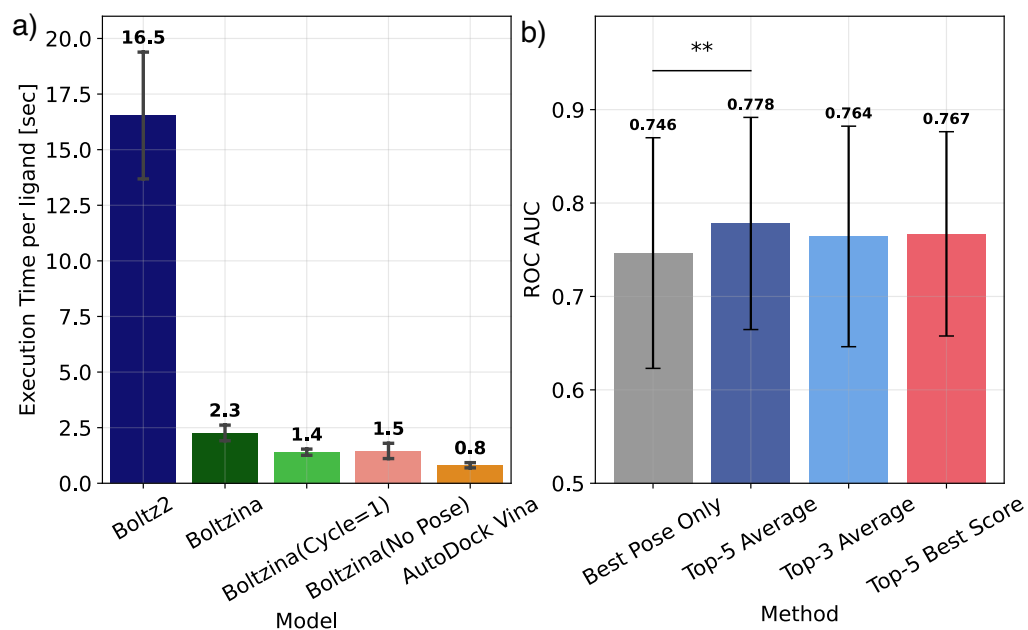 a)
Execution Time per ligand [sec]
20.0
17.5
15.0
12.5
10.0
7.5
5.0
2.5
0.0
16.5
2.3
1.4
1.5
0.8
Boltz2
Boltzina
Boltzina(Cycle=1)
Boltzina(No Pose)
AutoDock Vina
Model
b)
ROC AUC
0.9
0.8
0.7
0.6
0.5
**
0.746
0.778
0.764
0.767
Best Pose Only
Top-5 Average
Top-3 Average
Top-5 Best Score
Method